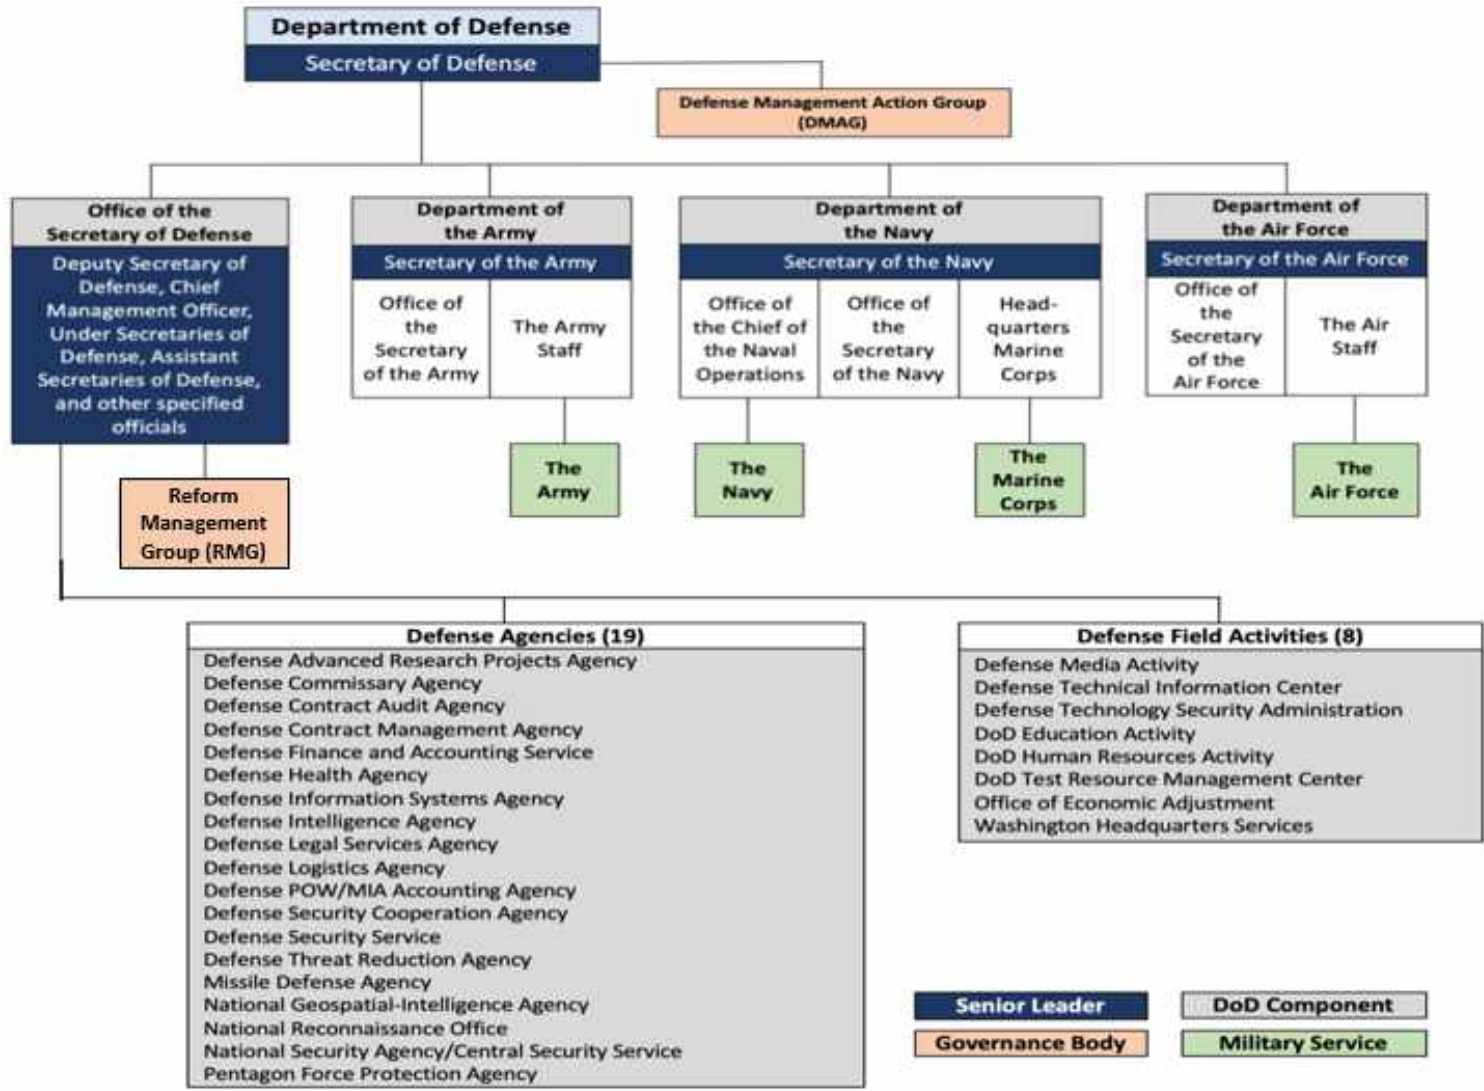 Department of Defense
Secretary of Defense
Defense Management Action Group
(DMAG)
Office of the
Secretary of Defense
Deputy Secretary of
Defense, Chief
Management Officer,
Under Secretaries of
Defense, Assistant
Secretaries of Defense,
and other specified
officials
Reform
Management
Group (RMG)
Department of
the Army
Secretary of the Army
Office of
the
Secretary
of the Army
The Army
Staff
The
Army
Department of
the Navy
Secretary of the Navy
Office of
the Chief of
the Naval
Operations
Office of
the
Secretary
of the Navy
Head-
quarters
Marine
Corps
The
Navy
The
Marine
Corps
Department of
the Air Force
Secretary of the Air Force
Office of
the
Secretary
of the
Air Force
The Air
Staff
The
Air Force
Defense Agencies (19)
Defense Advanced Research Projects Agency
Defense Commissary Agency
Defense Contract Audit Agency
Defense Contract Management Agency
Defense Finance and Accounting Service
Defense Health Agency
Defense Information Systems Agency
Defense Intelligence Agency
Defense Legal Services Agency
Defense Logistics Agency
Defense POW/MIA Accounting Agency
Defense Security Cooperation Agency
Defense Security Service
Defense Threat Reduction Agency
Missile Defense Agency
National Geospatial-Intelligence Agency
National Reconnaissance Office
National Security Agency/Central Security Service
Pentagon Force Protection Agency
Defense Field Activities (8)
Defense Media Activity
Defense Technical Information Center
Defense Technology Security Administration
DoD Education Activity
DoD Human Resources Activity
DoD Test Resource Management Center
Office of Economic Adjustment
Washington Headquarters Services
Senior Leader
DoD Component
Governance Body
Military Service